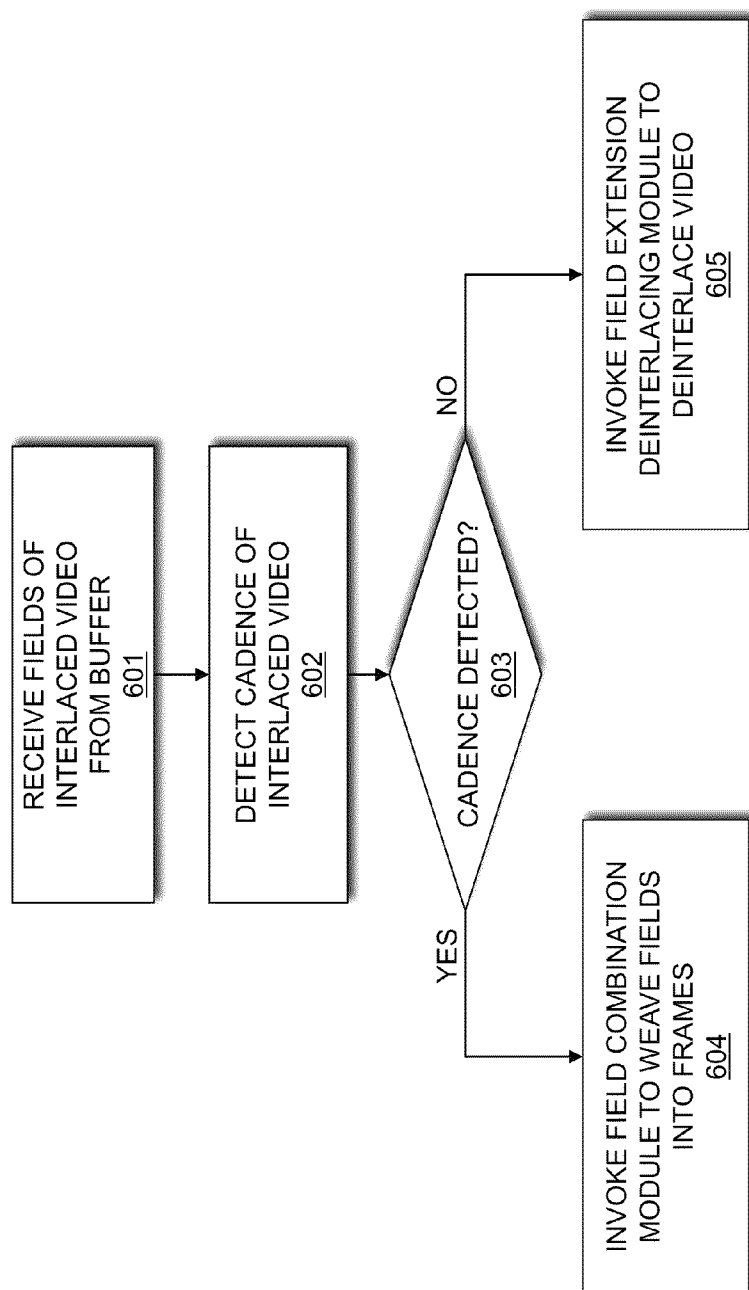 RECEIVE FIELDS OF
INTERLACED VIDEO
FROM BUFFER
601
DETECT CADENCE OF
INTERLACED VIDEO
602
CADENCE DETECTED?
603
YES
NO
INVOKE FIELD COMBINATION
MODULE TO WEAVE FIELDS
INTO FRAMES
604
INVOKE FIELD EXTENSION
DEINTERLACING MODULE TO
DEINTERLACE VIDEO
605